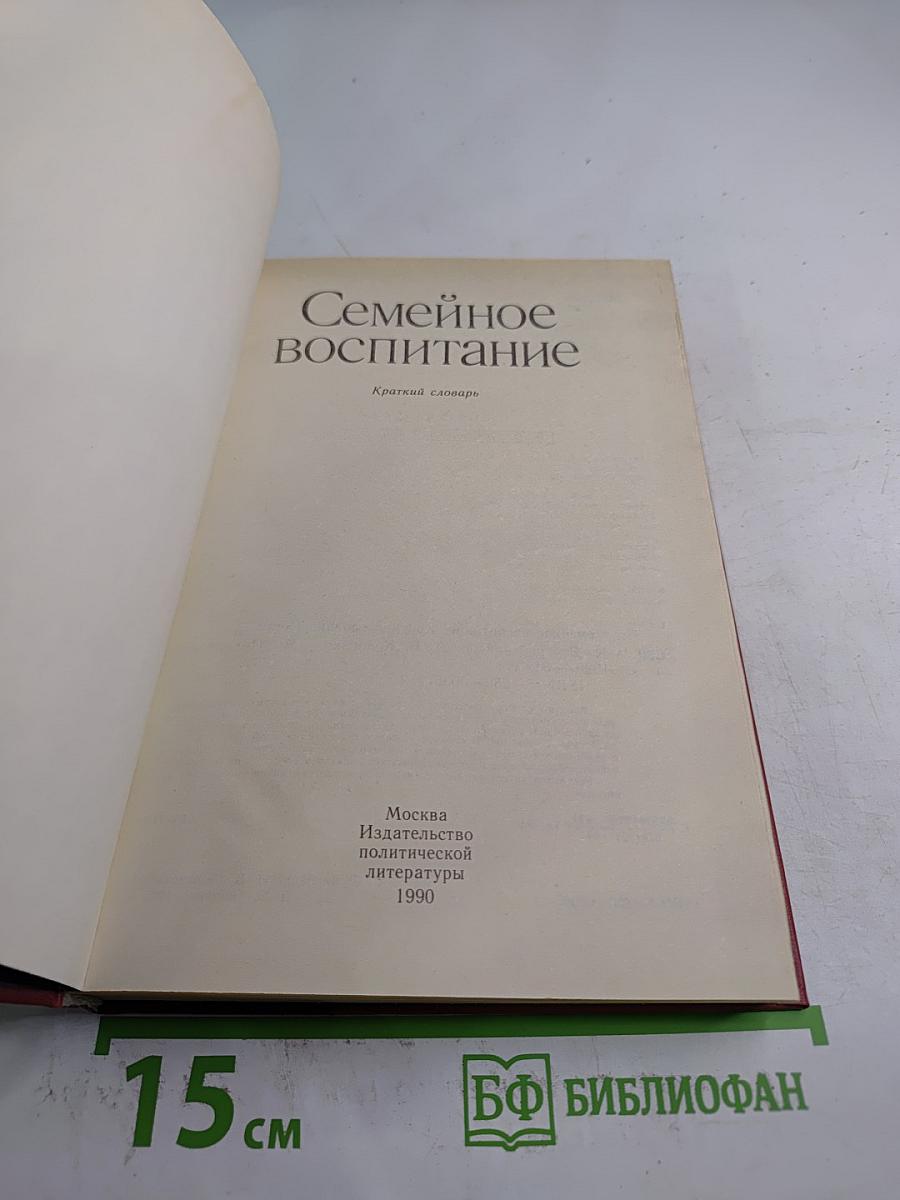 Семейное
воспитание
Краткий словарь
Москва
Издательство
политической
литературы
1990
15 см
БФ БИБЛИОФАН